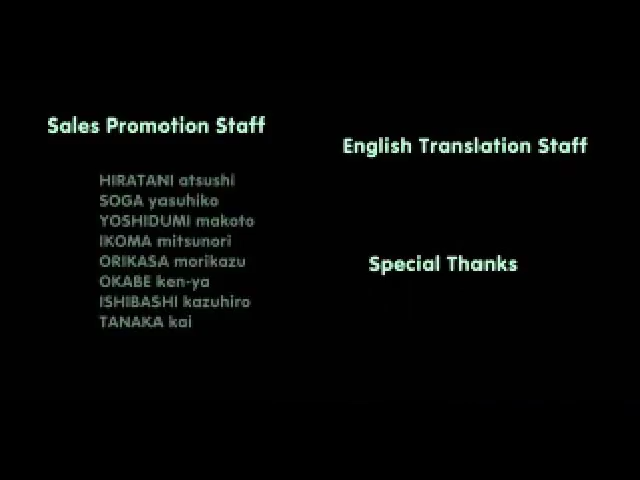 Sales Promotion Staff
HIRATANI atsushi
SOGA yasuhiko
YOSHIDUMI makoto
IKOMA mitsunori
ORIKASA morikazu
OKABE ken-ya
ISHIBASHI kazuhiro
TANAKA kai
English Translation Staff
Special Thanks